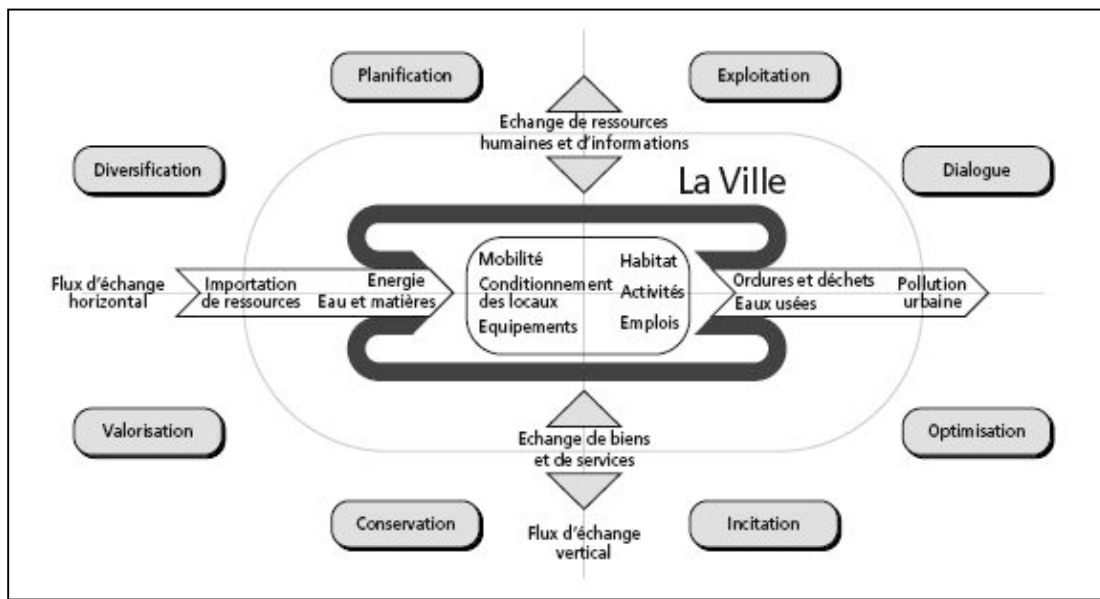 Planification
Exploitation
Echange de ressources
humaines et d'informations
Diversification
La Ville
Dialogue
Flux d'échange
horizontal
Importation
de ressources
Energie
Eau et matières
Mobilité
Conditionnement
des locaux
Equipements
Habitat
Activités
Emplois
Ordures et déchets
Eaux usées
Pollution
urbaine
Valorisation
Echange de biens
et de services
Optimisation
Conservation
Flux d'échange
vertical
Incitation